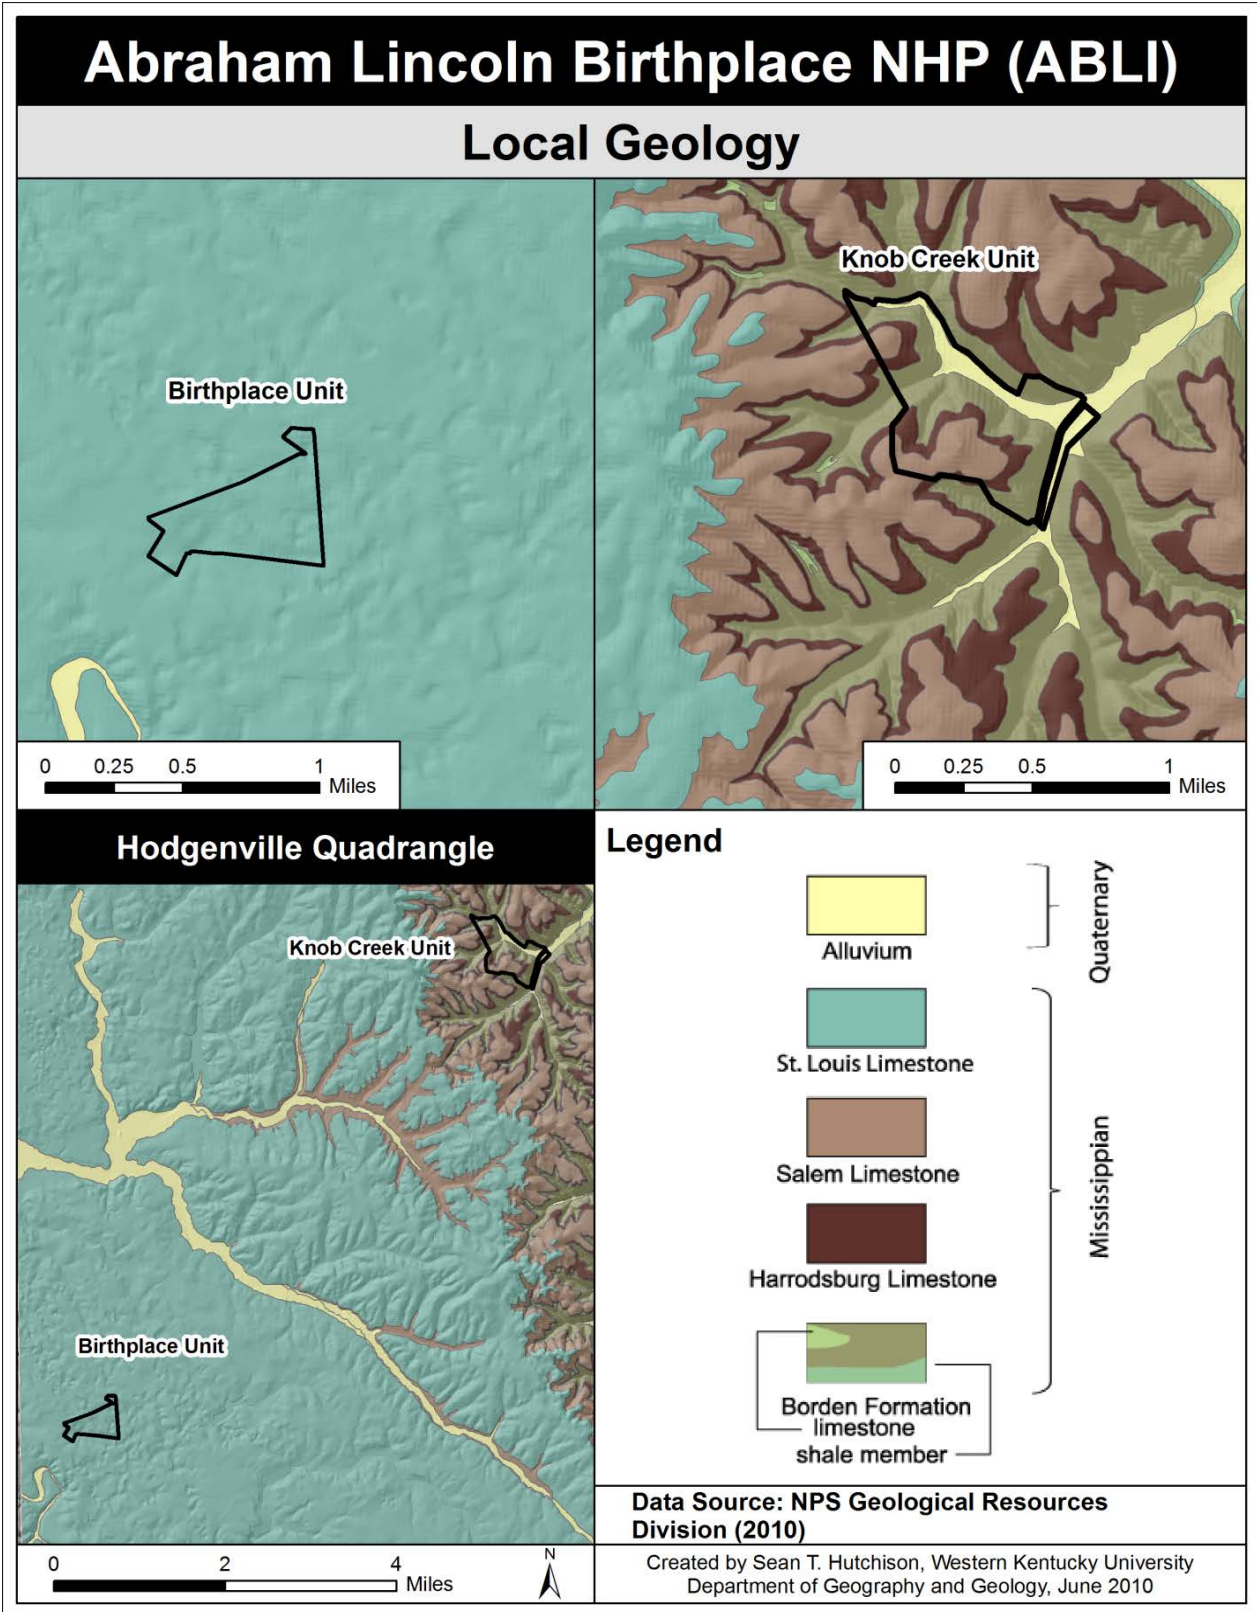 Abraham Lincoln Birthplace NHP (ABLI)
Local Geology
Birthplace Unit
0 0.25 0.5 1
Miles
Knob Creek Unit
0 0.25 0.5 1
Miles
Hodgenville Quadrangle
Knob Creek Unit
Birthplace Unit
0 2 4
Miles
N
Legend
Alluvium
Quaternary
St. Louis Limestone
Salem Limestone
Harrodsburg Limestone
Mississippian
Borden Formation
limestone
shale member
Data Source: NPS Geological Resources
Division (2010)
Created by Sean T. Hutchison, Western Kentucky University
Department of Geography and Geology, June 2010